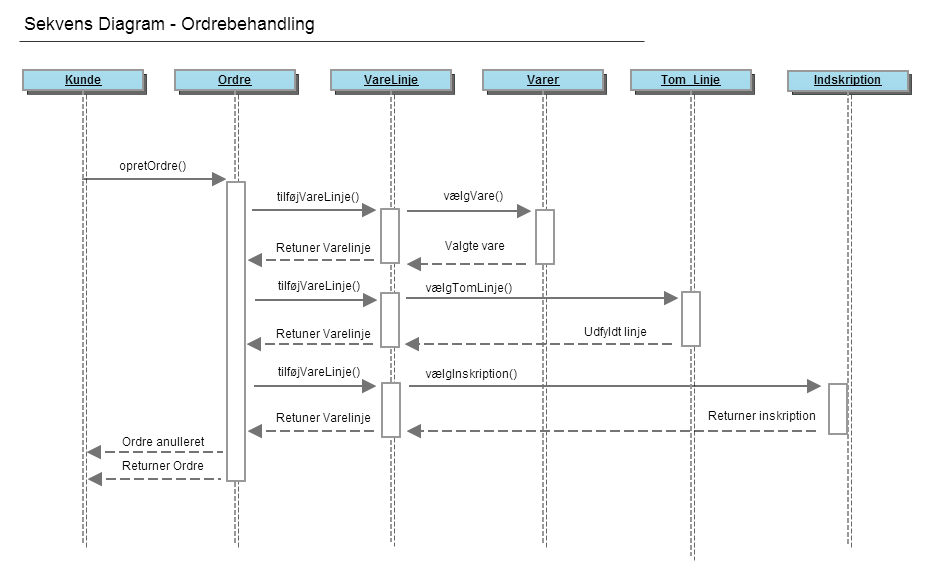 Sekvens Diagram - Ordrebehandling
Kunde
Ordre
VareLinje
Varer
Tom_Linje
Indskription
opretOrdre()
tilføjVareLinje()
vælgVare()
Retuner Varelinje
Valgte vare
tilføjVareLinje()
vælgTomLinje()
Retuner Varelinje
Udfyldt linje
tilføjVareLinje()
vælgInskription()
Retuner Varelinje
Returner inskription
Ordre anulleret
Returner Ordre